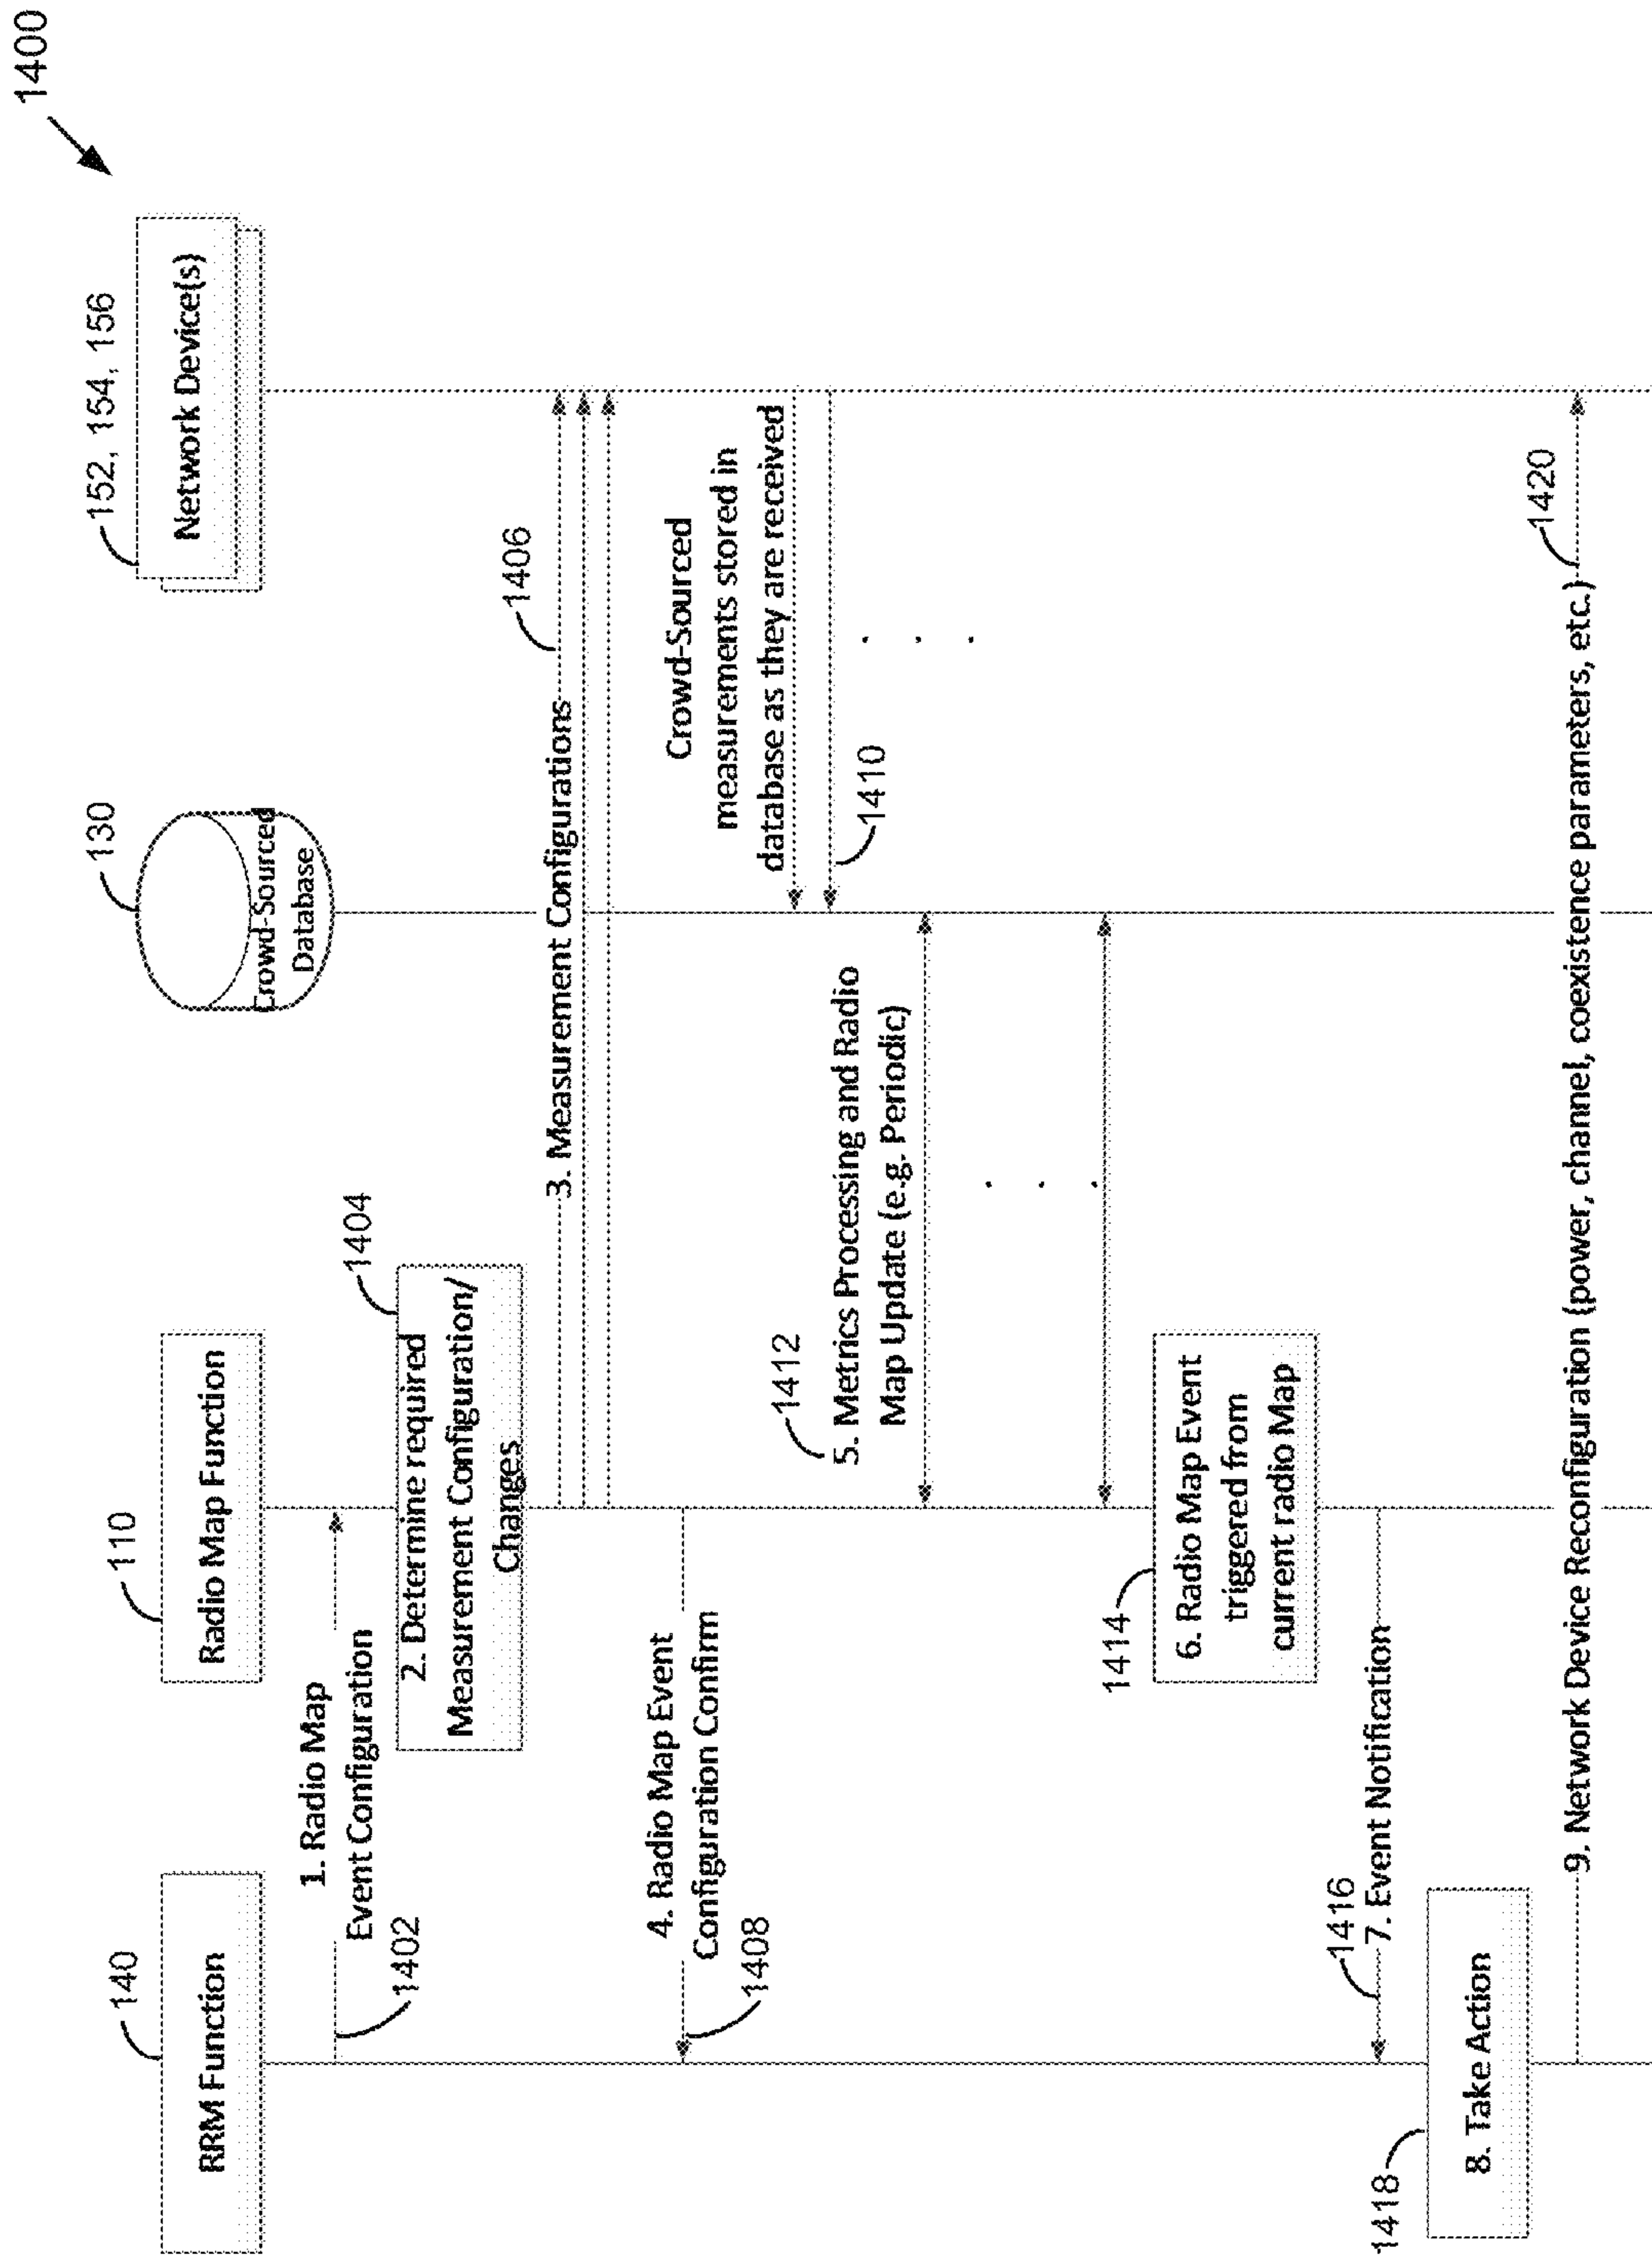 1400
140
110
130
152, 154, 156
RRM Function
Radio Map Function
Crowd-Sourced
Database
Network Device(s)
1. Radio Map
Event Configuration
1402
1404
2. Determine required
Measurement Configuration/
Changes
3. Measurement Configurations
1406
4. Radio Map Event
Configuration Confirm
1408
Crowd-Sourced
measurements stored in
database as they are received
1410
1412
5. Metrics Processing and Radio
Map Update (e.g. Periodic)
. . .
. . .
1414
6. Radio Map Event
triggered from
current radio Map
1416
7. Event Notification
1418
8. Take Action
9. Network Device Reconfiguration (power, channel, coexistence parameters, etc.)
1420